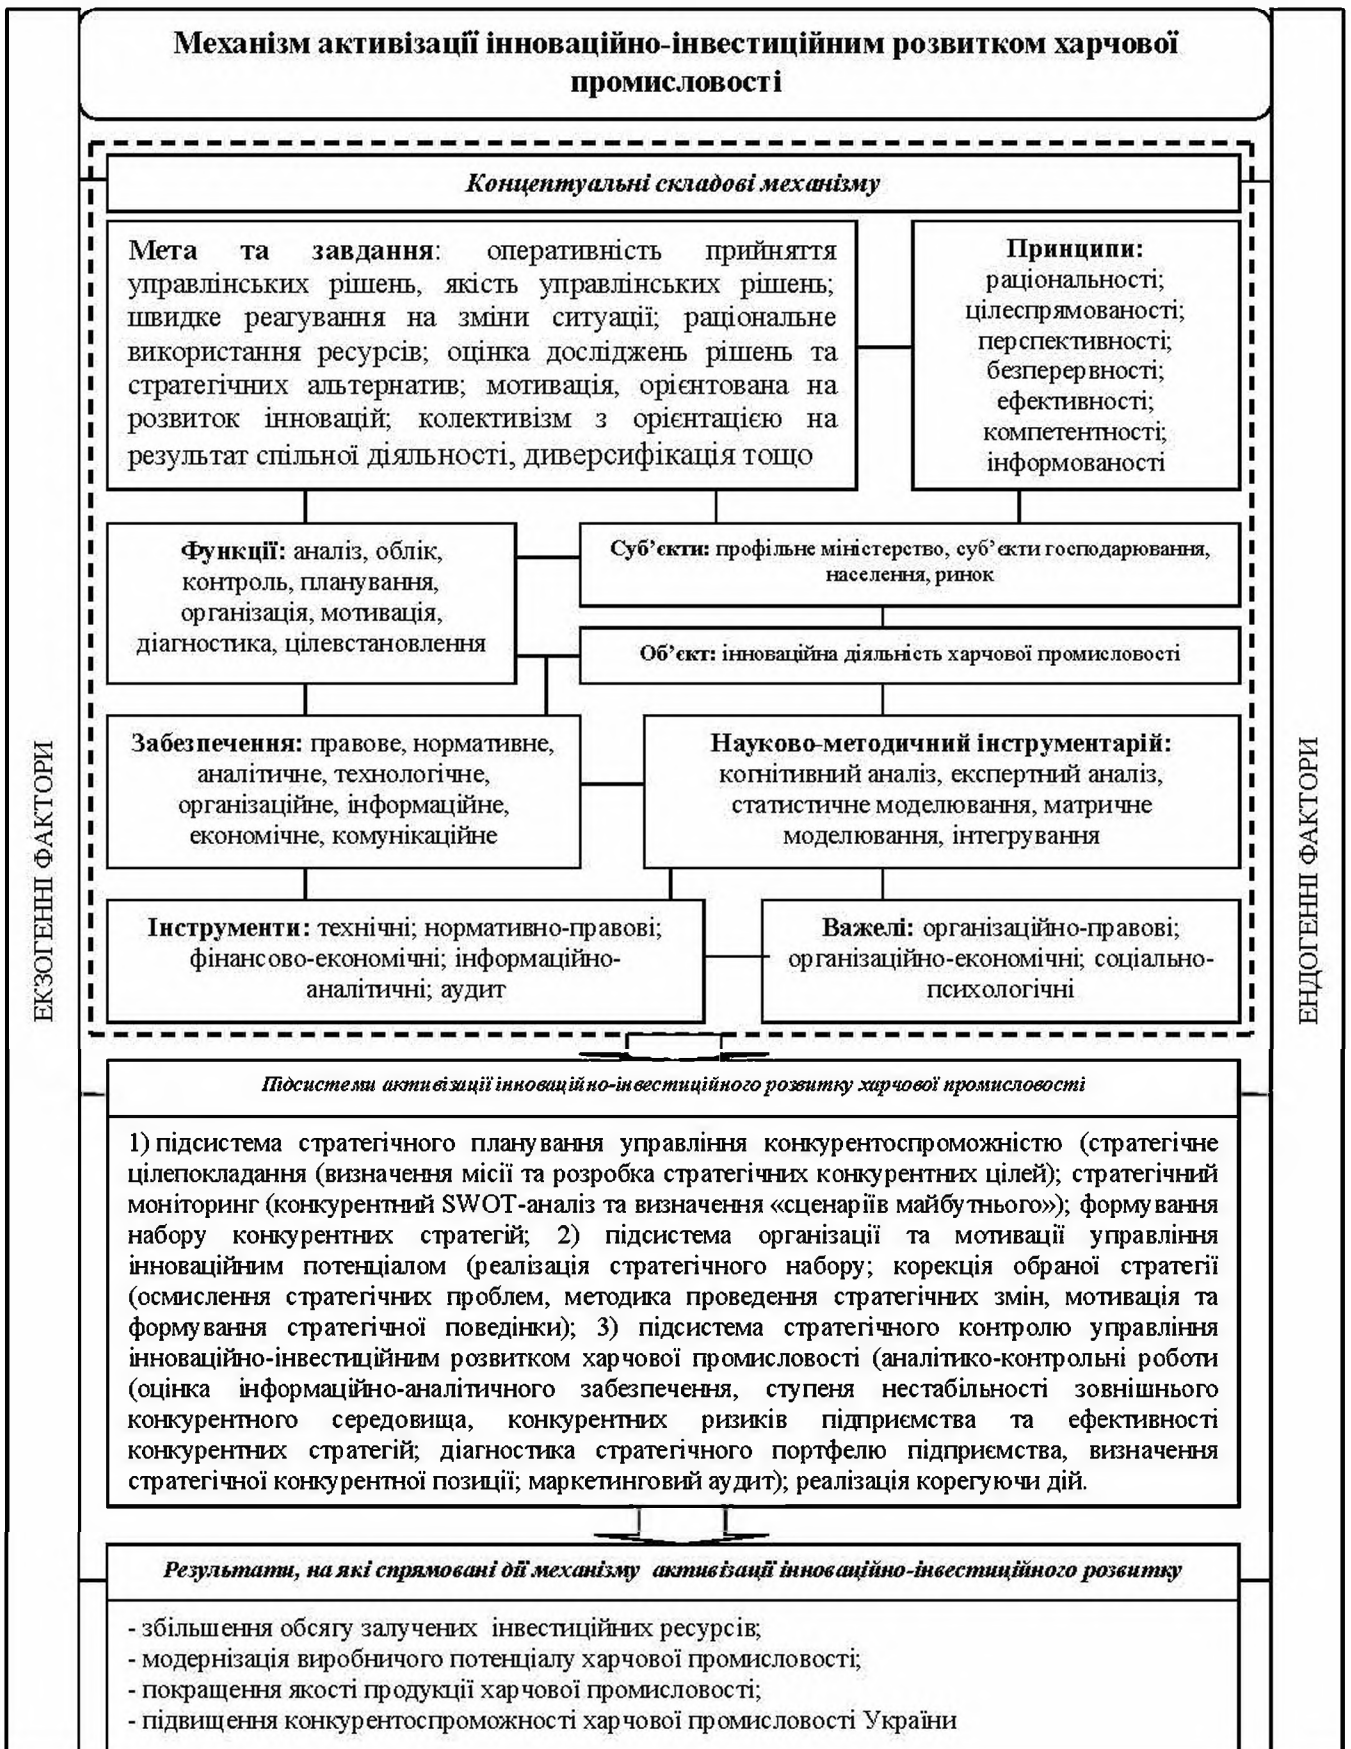 Механізм активізації інноваційно-інвестиційним розвитком харчової
промисловості
Концептуальні складові механізму
Мета та завдання: оперативність прийняття
управлінських рішень, якість управлінських рішень;
швидке реагування на зміни ситуації; раціональне
використання ресурсів; оцінка досліджень рішень та
стратегічних альтернатив; мотивація, орієнтована на
розвиток інновацій; колективізм з орієнтацією на
результат спільної діяльності, диверсифікація тощо
Принципи:
раціональності;
цілеспрямованості;
перспективності;
безперервності;
ефективності;
компетентності;
інформованості
Функції: аналіз, облік,
контроль, планування,
організація, мотивація,
діагностика, цілевстановлення
Суб’єкти: профільне міністерство, суб’єкти господарювання,
населення, ринок
Об’єкт: інноваційна діяльність харчової промисловості
Забезпечення: правове, нормативне,
аналітичне, технологічне,
організаційне, інформаційне,
економічне, комунікаційне
Науково-методичний інструментарій:
когнітивний аналіз, експертний аналіз,
статистичне моделювання, матричне
моделювання, інтегрування
Інструменти: технічні; нормативно-правові;
фінансово-економічні; інформаційно-
аналітичні; аудит
Важелі: організаційно-правові;
організаційно-економічні; соціально-
психологічні
ЕКЗОГЕННІ ФАКТОРИ
ЕНДОГЕННІ ФАКТОРИ
Підсистеми активізації інноваційно-інвестиційного розвитку харчової промисловості
1) підсистема стратегічного планування управління конкурентоспроможністю (стратегічне
цілепокладання (визначення місії та розробка стратегічних конкурентних цілей); стратегічний
моніторинг (конкурентний SWOT-аналіз та визначення «сценаріїв майбутнього»); формування
набору конкурентних стратегій; 2) підсистема організації та мотивації управління
інноваційним потенціалом (реалізація стратегічного набору; корекція обраної стратегії
(осмислення стратегічних проблем, методика проведення стратегічних змін, мотивація та
формування стратегічної поведінки); 3) підсистема стратегічного контролю управління
інноваційно-інвестиційним розвитком харчової промисловості (аналітико-контрольні роботи
(оцінка інформаційно-аналітичного забезпечення, ступеня нестабільності зовнішнього
конкурентного середовища, конкурентних ризиків підприємства та ефективності
конкурентних стратегій; діагностика стратегічного портфелю підприємства, визначення
стратегічної конкурентної позиції; маркетинговий аудит); реалізація корегуючи дій.
Результати, на які спрямовані дії механізму активізації інноваційно-інвестиційного розвитку
- збільшення обсягу залучених інвестиційних ресурсів;
- модернізація виробничого потенціалу харчової промисловості;
- покращення якості продукції харчової промисловості;
- підвищення конкурентоспроможності харчової промисловості України